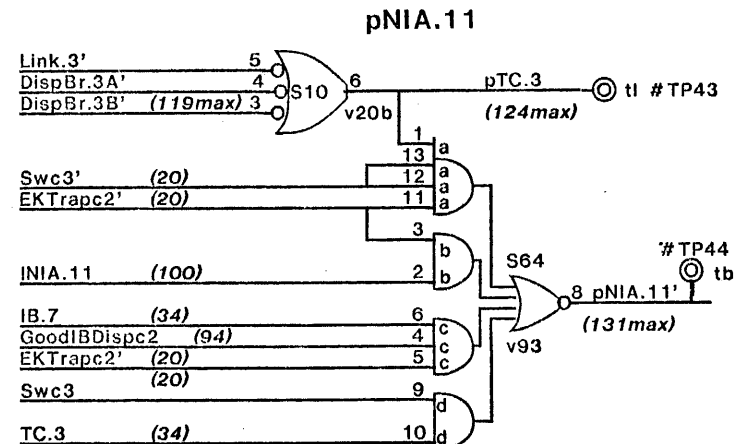 pNIA.11
Link.3' 5
DispBr.3A' 4
DispBr.3B' (119max) 3
S10
6
v20b
pTC.3
(124max)
tl #TP43
1 a
13 a
Swc3' (20) 12 a
EKTrapc2' (20) 11 a
3 b
INIA.11 (100) 2 b
IB.7 (34) 6 c
GoodIBDispc2 (94) 4 c
EKTrapc2' (20) 5 c
(20)
Swc3 9 d
TC.3 (34) 10 d
S64
v93
8 pNIA.11'
(131max)
#TP44
tb